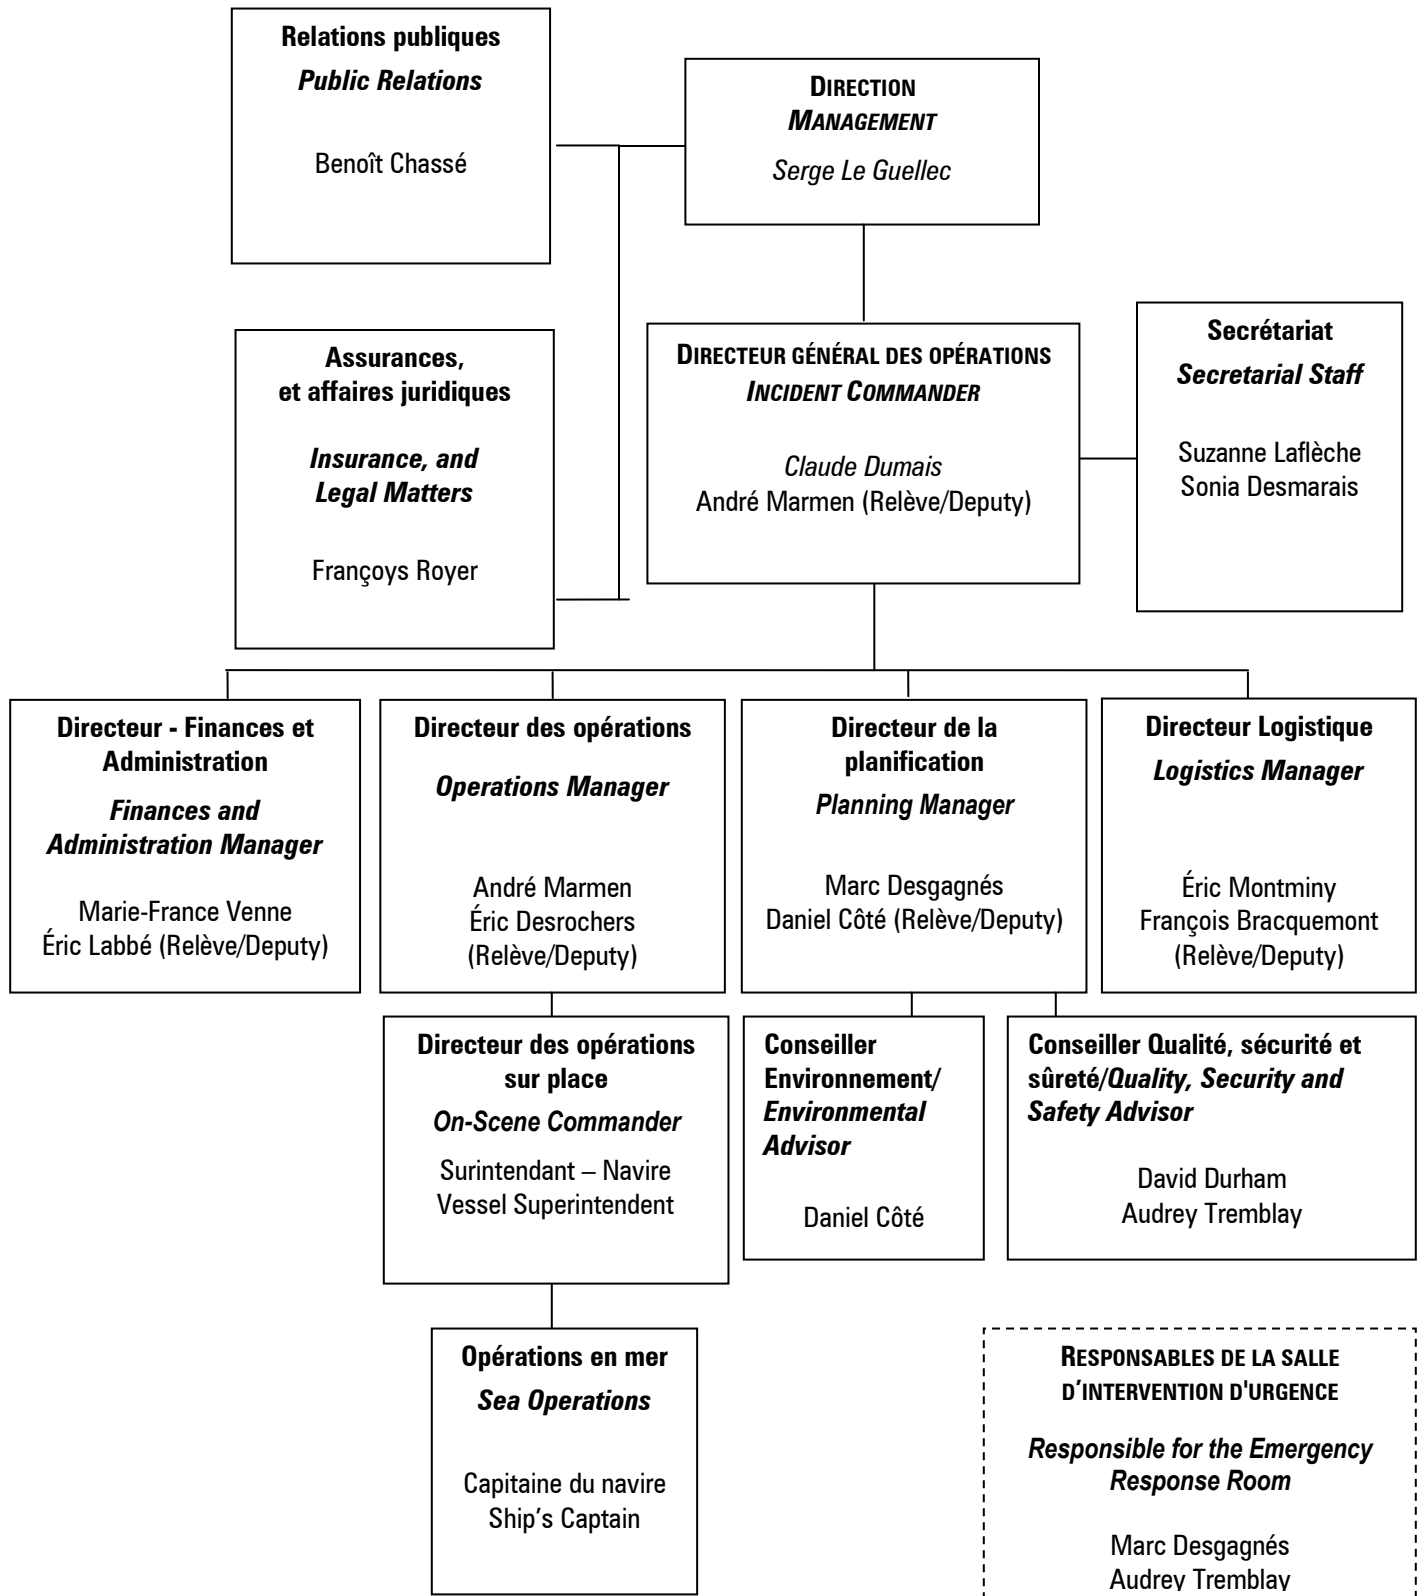 Relations publiques
Public Relations
Benoît Chassé
DIRECTION
MANAGEMENT
Serge Le Guellec
Assurances,
et affaires juridiques
Insurance, and
Legal Matters
Françoys Royer
DIRECTEUR GÉNÉRAL DES OPÉRATIONS
INCIDENT COMMANDER
Claude Dumais
André Marmen (Relève/Deputy)
Secrétariat
Secretarial Staff
Suzanne Laflèche
Sonia Desmarais
Directeur - Finances et
Administration
Finances and
Administration Manager
Marie-France Venne
Éric Labbé (Relève/Deputy)
Directeur des opérations
Operations Manager
André Marmen
Éric Desrochers
(Relève/Deputy)
Directeur de la
planification
Planning Manager
Marc Desgagnés
Daniel Côté (Relève/Deputy)
Directeur Logistique
Logistics Manager
Éric Montminy
François Bracquemont
(Relève/Deputy)
Directeur des opérations
sur place
On-Scene Commander
Surintendant – Navire
Vessel Superintendent
Conseiller
Environnement/
Environmental
Advisor
Daniel Côté
Conseiller Qualité, sécurité et
sûreté/Quality, Security and
Safety Advisor
David Durham
Audrey Tremblay
Opérations en mer
Sea Operations
Capitaine du navire
Ship's Captain
RESPONSABLES DE LA SALLE
D'INTERVENTION D'URGENCE
Responsible for the Emergency
Response Room
Marc Desgagnés
Audrey Tremblay